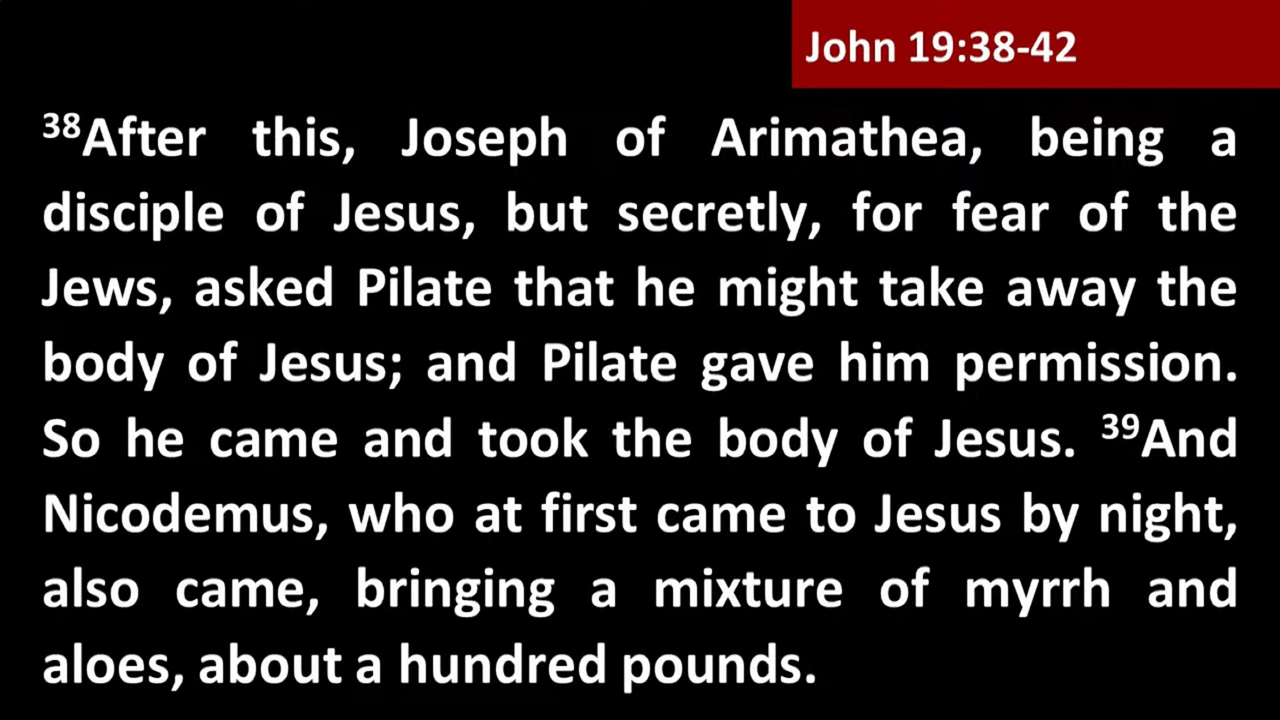 John 19:38-42
³⁸After this, Joseph of Arimathea, being a
disciple of Jesus, but secretly, for fear of the
Jews, asked Pilate that he might take away the
body of Jesus; and Pilate gave him permission.
So he came and took the body of Jesus. ³⁹And
Nicodemus, who at first came to Jesus by night,
also came, bringing a mixture of myrrh and
aloes, about a hundred pounds.